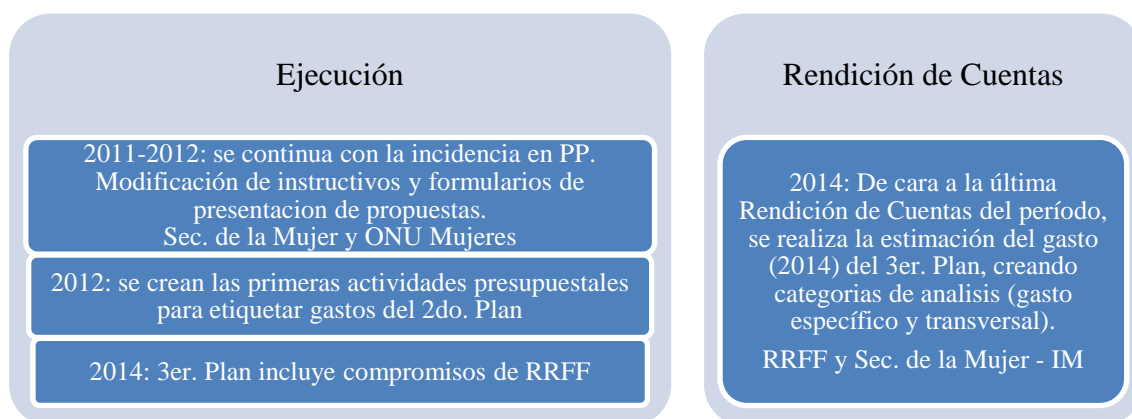 Ejecución
2011-2012: se continua con la incidencia en PP.
Modificación de instructivos y formularios de
presentacion de propuestas.
Sec. de la Mujer y ONU Mujeres
2012: se crean las primeras actividades presupuestales
para etiquetar gastos del 2do. Plan
2014: 3er. Plan incluye compromisos de RRFF
Rendición de Cuentas
2014: De cara a la última
Rendición de Cuentas del período,
se realiza la estimación del gasto
(2014) del 3er. Plan, creando
categorias de analisis (gasto
específico y transversal).
RRFF y Sec. de la Mujer - IM